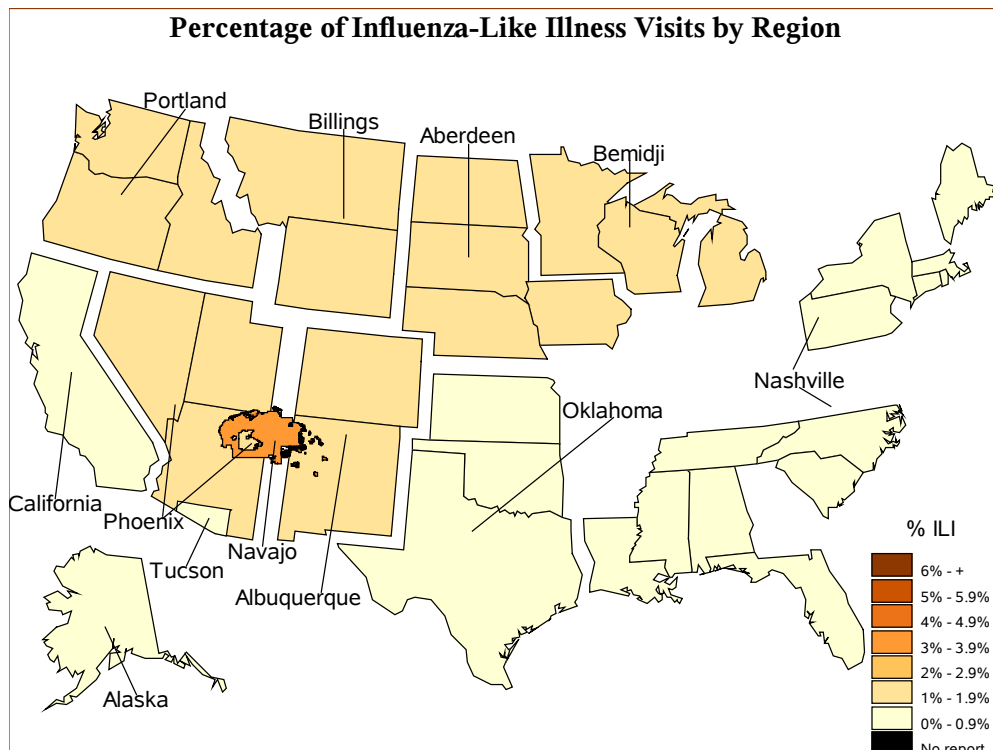 Percentage of Influenza-Like Illness Visits by Region
Portland
Billings
Aberdeen
Bemidji
Nashville
Oklahoma
California
Phoenix
Navajo
Tucson
Albuquerque
Alaska
% ILI
6% - +
5% - 5.9%
4% - 4.9%
3% - 3.9%
2% - 2.9%
1% - 1.9%
0% - 0.9%
No report